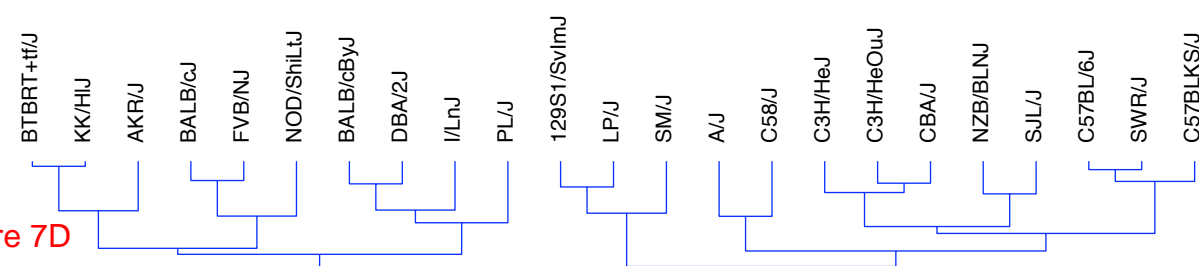 BTBRT+tf/J
KK/HIJ
AKR/J
BALB/cJ
FVB/NJ
NOD/ShiLtJ
BALB/cByJ
DBA/2J
I/LnJ
PL/J
129S1/SvImJ
LP/J
SM/J
A/J
C58/J
C3H/HeJ
C3H/HeOuJ
CBA/J
NZB/BLNJ
SJL/J
C57BL/6J
SWR/J
C57BLKS/J
re 7D